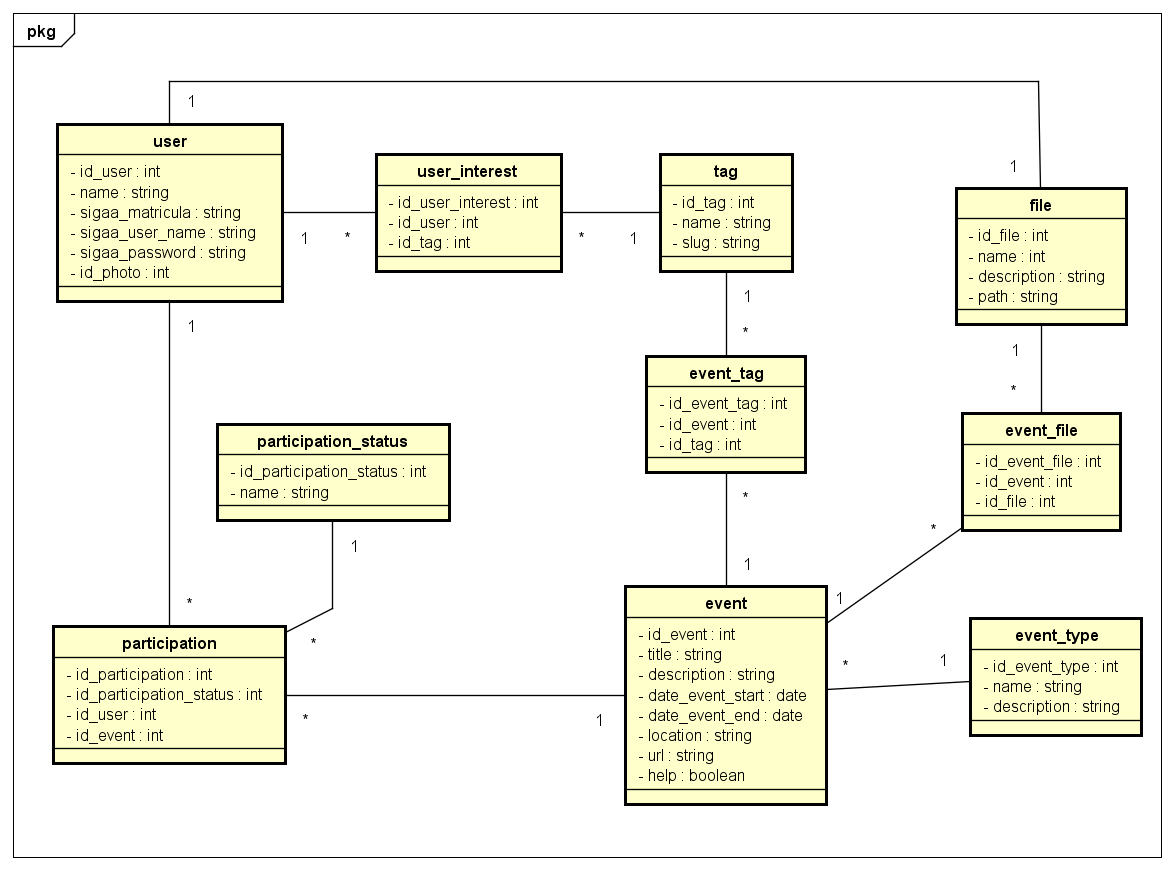 pkg
1
user
- id_user : int
- name : string
- sigaa_matricula : string
- sigaa_user_name : string
- sigaa_password : string
- id_photo : int
1
*
user_interest
- id_user_interest : int
- id_user : int
- id_tag : int
*
1
tag
- id_tag : int
- name : string
- slug : string
1
file
- id_file : int
- name : int
- description : string
- path : string
1
*
1
*
event_tag
- id_event_tag : int
- id_event : int
- id_tag : int
*
1
event_file
- id_event_file : int
- id_event : int
- id_file : int
*
1
1
*
participation_status
- id_participation_status : int
- name : string
1
*
participation
- id_participation : int
- id_participation_status : int
- id_user : int
- id_event : int
*
1
event
- id_event : int
- title : string
- description : string
- date_event_start : date
- date_event_end : date
- location : string
- url : string
- help : boolean
*
1
event_type
- id_event_type : int
- name : string
- description : string